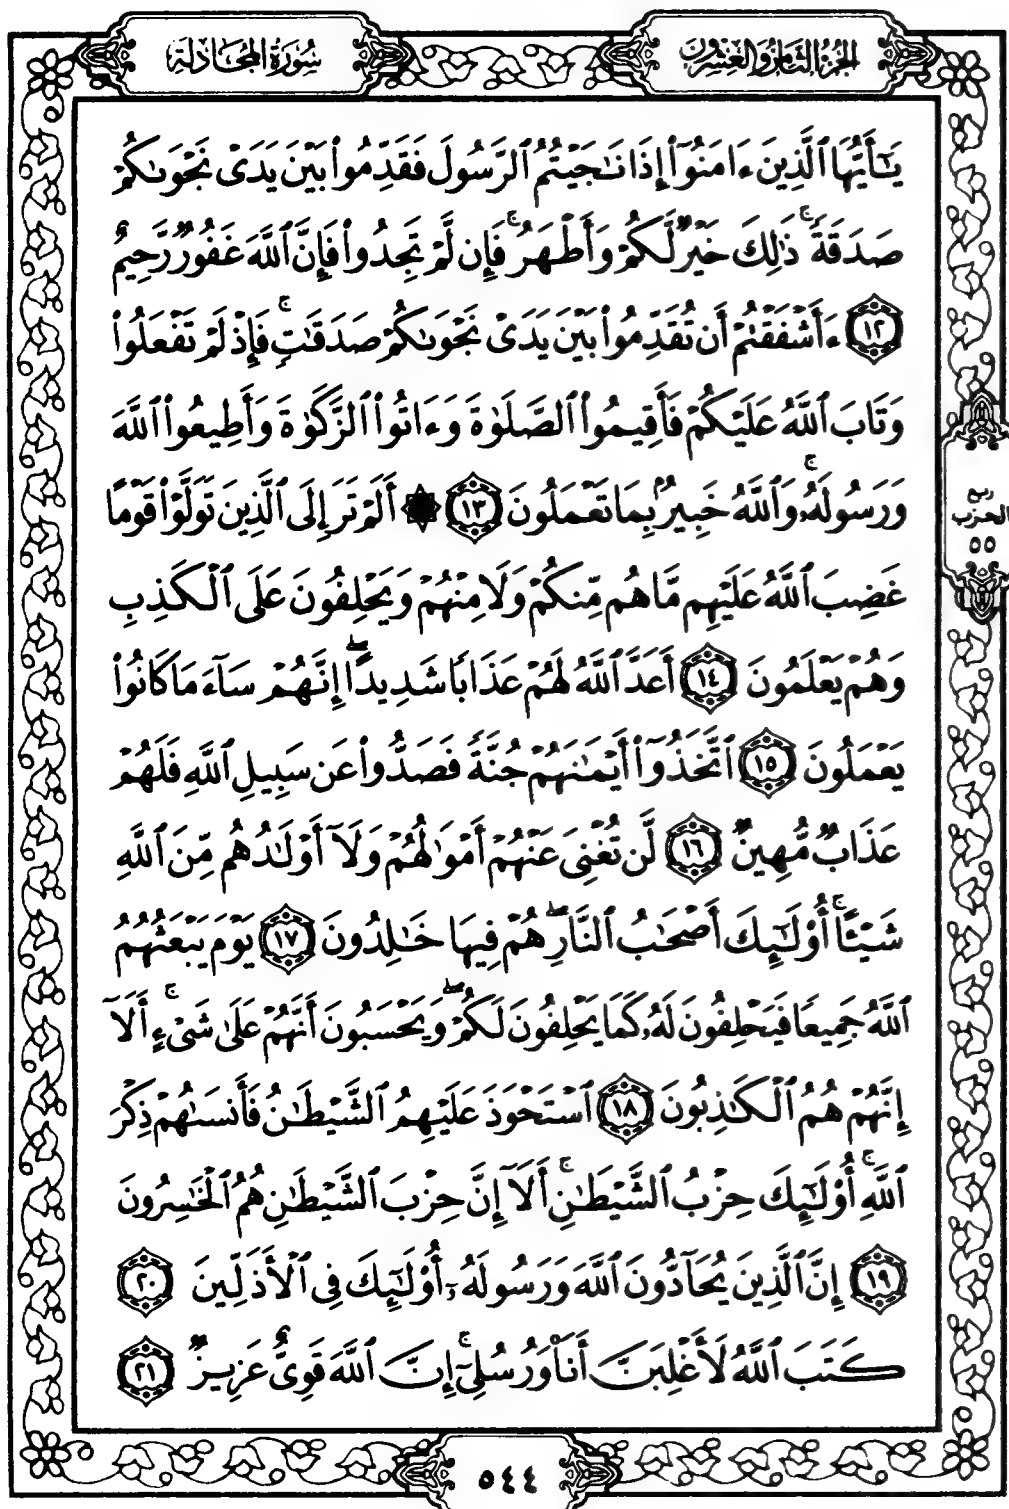 الجزء الثامن والعشرون
سورة المجادلة
يَٰٓأَيُّهَا ٱلَّذِينَ ءَامَنُوٓا۟ إِذَا نَٰجَيْتُمُ ٱلرَّسُولَ فَقَدِّمُوا۟ بَيْنَ يَدَىْ نَجْوَىٰكُمْ
صَدَقَةً ۚ ذَٰلِكَ خَيْرٌ لَّكُمْ وَأَطْهَرُ ۚ فَإِن لَّمْ تَجِدُوا۟ فَإِنَّ ٱللَّهَ غَفُورٌ رَّحِيمٌ
١٢ ءَأَشْفَقْتُمْ أَن تُقَدِّمُوا۟ بَيْنَ يَدَىْ نَجْوَىٰكُمْ صَدَقَٰتٍ ۚ فَإِذْ لَمْ تَفْعَلُوا۟
وَتَابَ ٱللَّهُ عَلَيْكُمْ فَأَقِيمُوا۟ ٱلصَّلَوٰةَ وَءَاتُوا۟ ٱلزَّكَوٰةَ وَأَطِيعُوا۟ ٱللَّهَ
وَرَسُولَهُۥ ۚ وَٱللَّهُ خَبِيرٌۢ بِمَا تَعْمَلُونَ ١٣ ۞ أَلَمْ تَرَ إِلَى ٱلَّذِينَ تَوَلَّوْا۟ قَوْمًا
غَضِبَ ٱللَّهُ عَلَيْهِم مَّا هُم مِّنكُمْ وَلَا مِنْهُمْ وَيَحْلِفُونَ عَلَى ٱلْكَذِبِ
وَهُمْ يَعْلَمُونَ ١٤ أَعَدَّ ٱللَّهُ لَهُمْ عَذَابًا شَدِيدًا ۖ إِنَّهُمْ سَآءَ مَا كَانُوا۟
يَعْمَلُونَ ١٥ ٱتَّخَذُوٓا۟ أَيْمَٰنَهُمْ جُنَّةً فَصَدُّوا۟ عَن سَبِيلِ ٱللَّهِ فَلَهُمْ
عَذَابٌ مُّهِينٌ ١٦ لَّن تُغْنِىَ عَنْهُمْ أَمْوَٰلُهُمْ وَلَآ أَوْلَٰدُهُم مِّنَ ٱللَّهِ
شَيْـًٔا ۚ أُو۟لَٰٓئِكَ أَصْحَٰبُ ٱلنَّارِ ۖ هُمْ فِيهَا خَٰلِدُونَ ١٧ يَوْمَ يَبْعَثُهُمُ
ٱللَّهُ جَمِيعًا فَيَحْلِفُونَ لَهُۥ كَمَا يَحْلِفُونَ لَكُمْ ۖ وَيَحْسَبُونَ أَنَّهُمْ عَلَىٰ شَىْءٍ ۚ أَلَآ
إِنَّهُمْ هُمُ ٱلْكَٰذِبُونَ ١٨ ٱسْتَحْوَذَ عَلَيْهِمُ ٱلشَّيْطَٰنُ فَأَنسَىٰهُمْ ذِكْرَ
ٱللَّهِ ۚ أُو۟لَٰٓئِكَ حِزْبُ ٱلشَّيْطَٰنِ ۚ أَلَآ إِنَّ حِزْبَ ٱلشَّيْطَٰنِ هُمُ ٱلْخَٰسِرُونَ
١٩ إِنَّ ٱلَّذِينَ يُحَآدُّونَ ٱللَّهَ وَرَسُولَهُۥٓ أُو۟لَٰٓئِكَ فِى ٱلْأَذَلِّينَ ٢٠
كَتَبَ ٱللَّهُ لَأَغْلِبَنَّ أَنَا۠ وَرُسُلِىٓ ۚ إِنَّ ٱللَّهَ قَوِىٌّ عَزِيزٌ ٢١
ربع
الحزب
٥٥
٥٤٤